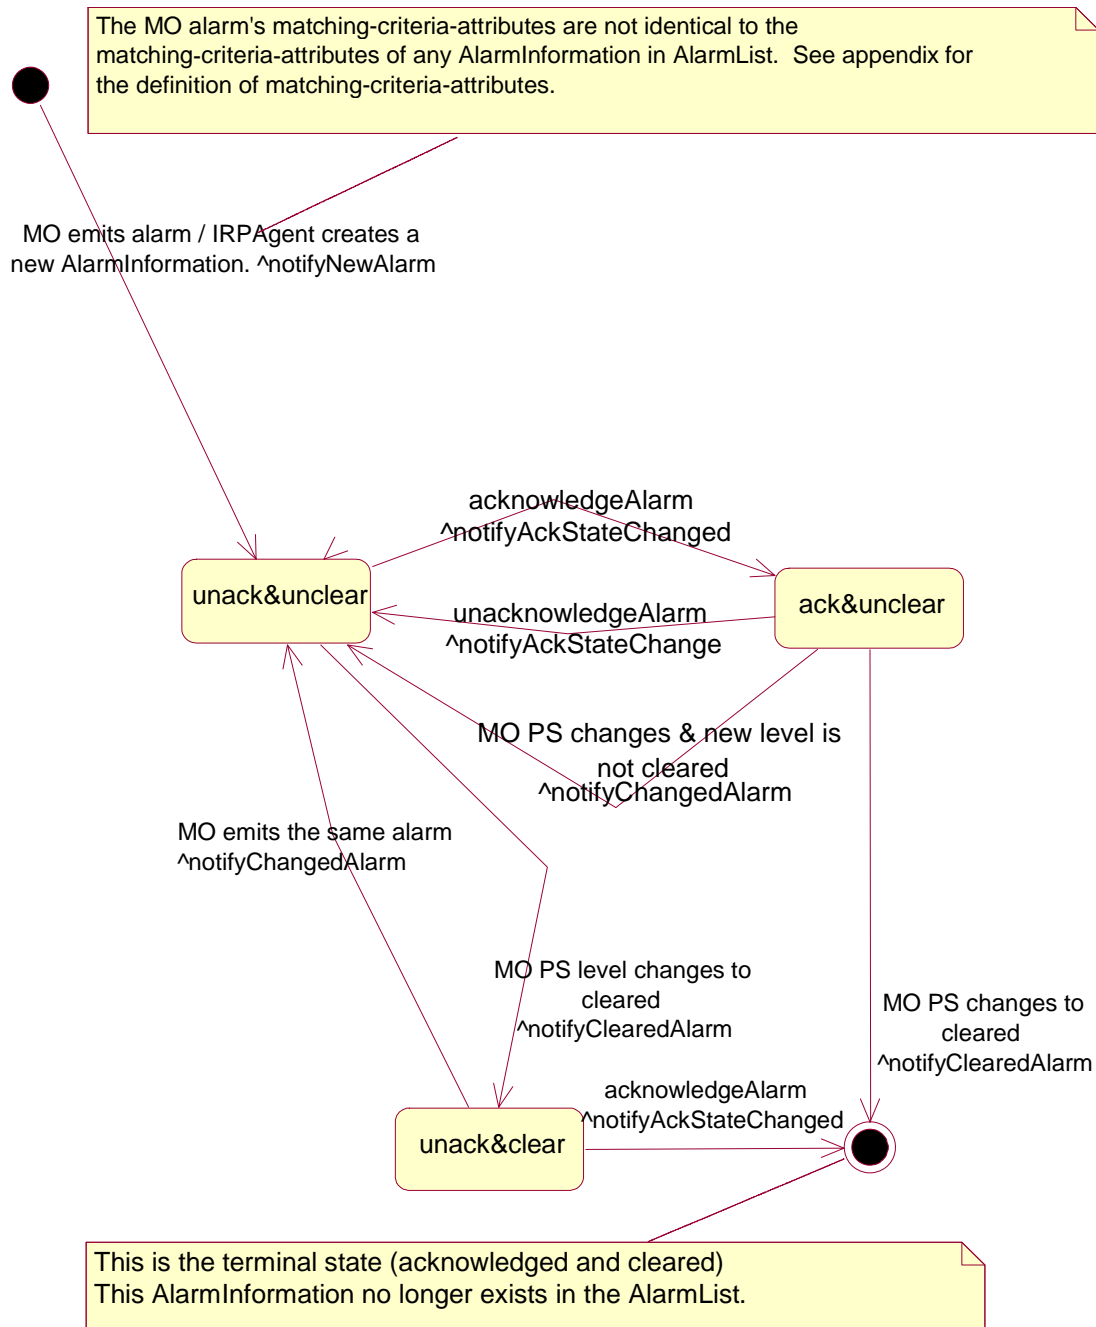 The MO alarm's matching-criteria-attributes are not identical to the
matching-criteria-attributes of any AlarmInformation in AlarmList.  See appendix for
the definition of matching-criteria-attributes.
MO emits alarm / IRPAgent creates a
new AlarmInformation. ^notifyNewAlarm
acknowledgeAlarm
^notifyAckStateChanged
unack&unclear
ack&unclear
unacknowledgeAlarm
^notifyAckStateChange
MO PS changes & new level is
not cleared
^notifyChangedAlarm
MO emits the same alarm
^notifyChangedAlarm
MO PS level changes to
cleared
^notifyClearedAlarm
MO PS changes to
cleared
^notifyClearedAlarm
acknowledgeAlarm
^notifyAckStateChanged
unack&clear
This is the terminal state (acknowledged and cleared)
This AlarmInformation no longer exists in the AlarmList.